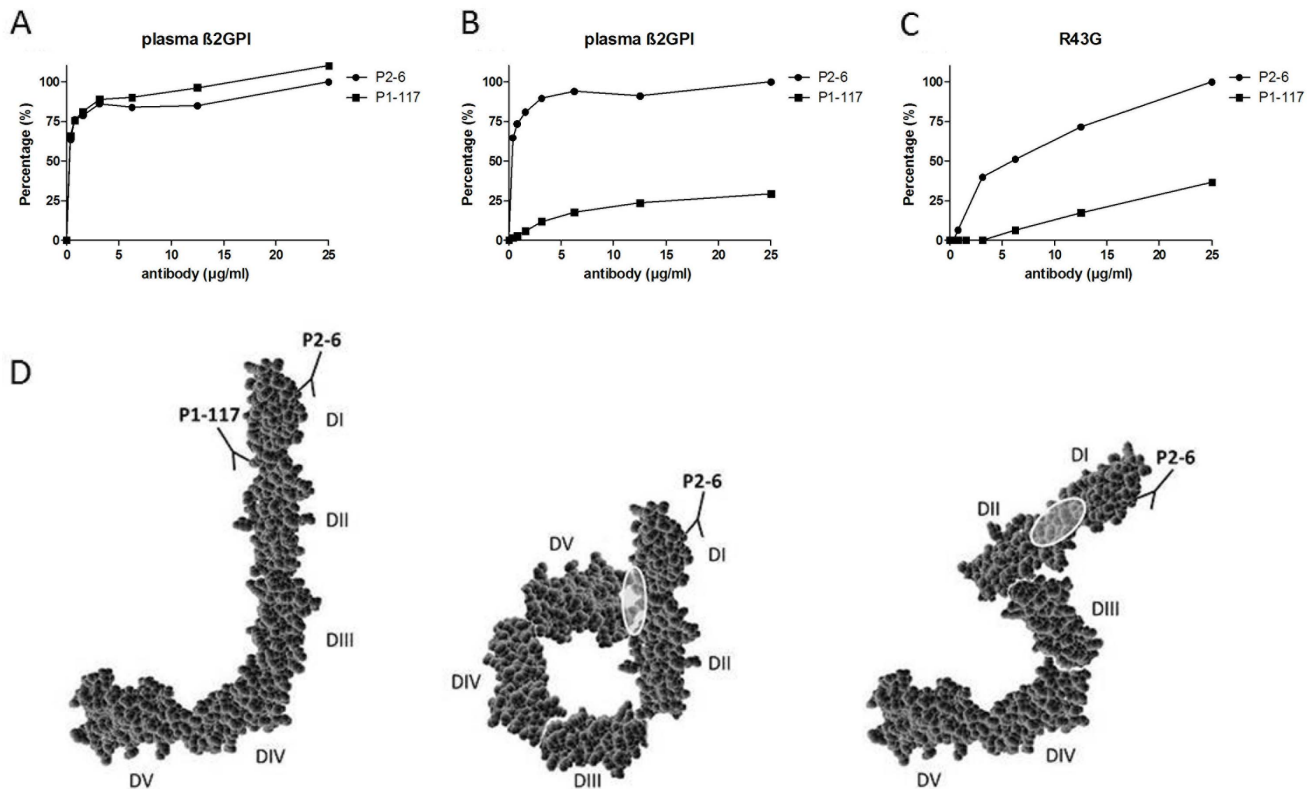 A
plasma ß2GPI
Percentage (%)
100
75
50
25
0
0 5 10 15 20 25
antibody (µg/ml)
P2-6
P1-117
B
plasma ß2GPI
Percentage (%)
100
75
50
25
0
0 5 10 15 20 25
antibody (µg/ml)
P2-6
P1-117
C
R43G
Percentage (%)
100
75
50
25
0
0 5 10 15 20 25
antibody (µg/ml)
P2-6
P1-117
D
P2-6
P1-117
DI
DII
DIII
DIV
DV
P2-6
DV
DI
DIV
DII
DIII
DI
P2-6
DII
DIII
DIV
DV